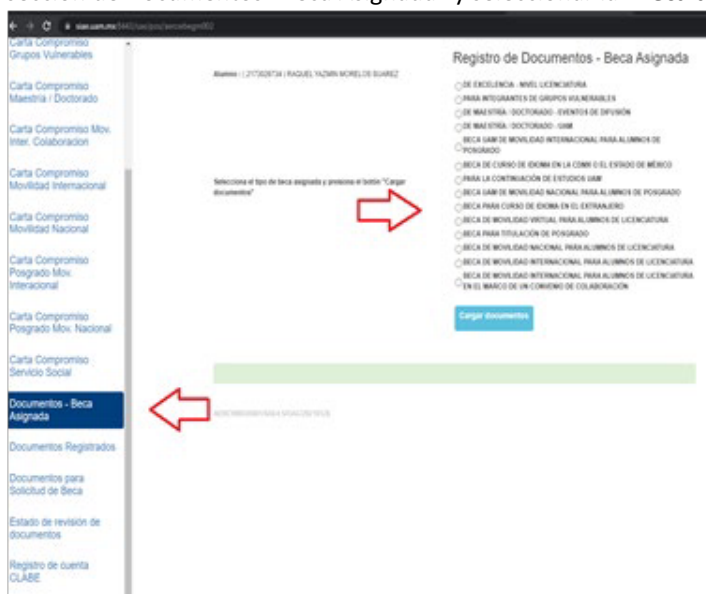 Carta Compromiso
Grupos Vulnerables
Carta Compromiso
Maestría / Doctorado
Carta Compromiso Mov.
Inter. Colaboracion
Carta Compromiso
Movilidad Internacional
Carta Compromiso
Movilidad Nacional
Carta Compromiso
Posgrado Mov.
Interacional
Carta Compromiso
Posgrado Mov. Nacional
Carta Compromiso
Servicio Social
Documentos - Beca
Asignada
Documentos Registrados
Documentos para
Solicitud de Beca
Estado de revisión de
documentos
Registro de cuenta
CLABE
Registro de Documentos - Beca Asignada
Alumno : | RAQUEL YAZMIN MORELOS SUAREZ
Selecciona el tipo de beca asignada y presiona el botón "Cargar
documentos"
DE EXCELENCIA - NIVEL LICENCIATURA
PARA INTEGRANTES DE GRUPOS VULNERABLES
DE MAESTRÍA / DOCTORADO - EVENTOS DE DIFUSIÓN
DE MAESTRÍA / DOCTORADO - UAM
BECA UAM DE MOVILIDAD INTERNACIONAL PARA ALUMNOS DE
POSGRADO
BECA DE CURSO DE IDIOMA EN LA CDMX O EL ESTADO DE MÉXICO
PARA LA CONTINUACIÓN DE ESTUDIOS UAM
BECA UAM DE MOVILIDAD NACIONAL PARA ALUMNOS DE POSGRADO
BECA PARA CURSO DE IDIOMA EN EL EXTRANJERO
BECA DE MOVILIDAD VIRTUAL PARA ALUMNOS DE LICENCIATURA
BECA PARA TITULACIÓN DE POSGRADO
BECA DE MOVILIDAD NACIONAL PARA ALUMNOS DE LICENCIATURA
BECA DE MOVILIDAD INTERNACIONAL PARA ALUMNOS DE LICENCIATURA
BECA DE MOVILIDAD INTERNACIONAL PARA ALUMNOS DE LICENCIATURA
EN EL MARCO DE UN CONVENIO DE COLABORACIÓN
Cargar documentos